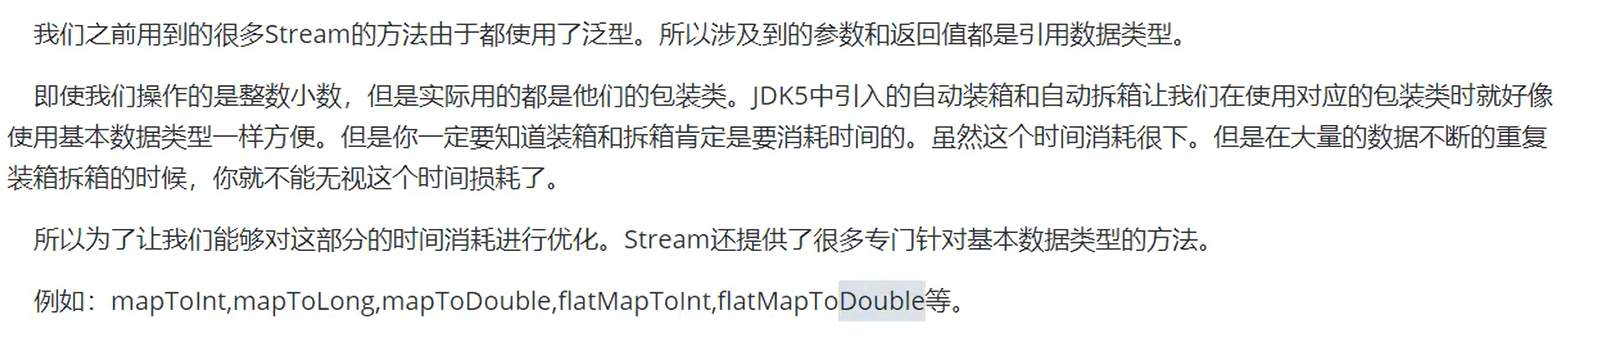 我们之前用到的很多Stream的方法由于都使用了泛型。所以涉及到的参数和返回值都是引用数据类型。
即使我们操作的是整数小数，但是实际用的都是他们的包装类。JDK5中引入的自动装箱和自动拆箱让我们在使用对应的包装类时就好像
使用基本数据类型一样方便。但是你一定要知道装箱和拆箱肯定是要消耗时间的。虽然这个时间消耗很下。但是在大量的数据不断的重复
装箱拆箱的时候，你就不能无视这个时间损耗了。
所以为了让我们能够对这部分的时间消耗进行优化。Stream还提供了很多专门针对基本数据类型的方法。
例如：mapToInt,mapToLong,mapToDouble,flatMapToInt,flatMapToDouble等。